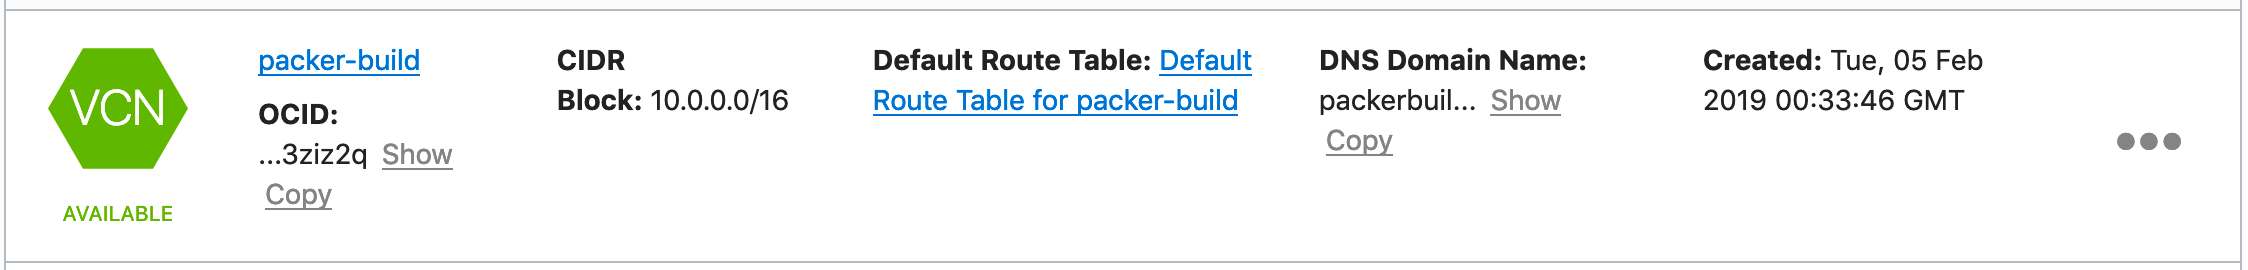 VCN
AVAILABLE
packer-build
OCID:
...3ziz2q Show
Copy
CIDR
Block: 10.0.0.0/16
Default Route Table: Default
Route Table for packer-build
DNS Domain Name:
packerbuil... Show
Copy
Created: Tue, 05 Feb
2019 00:33:46 GMT